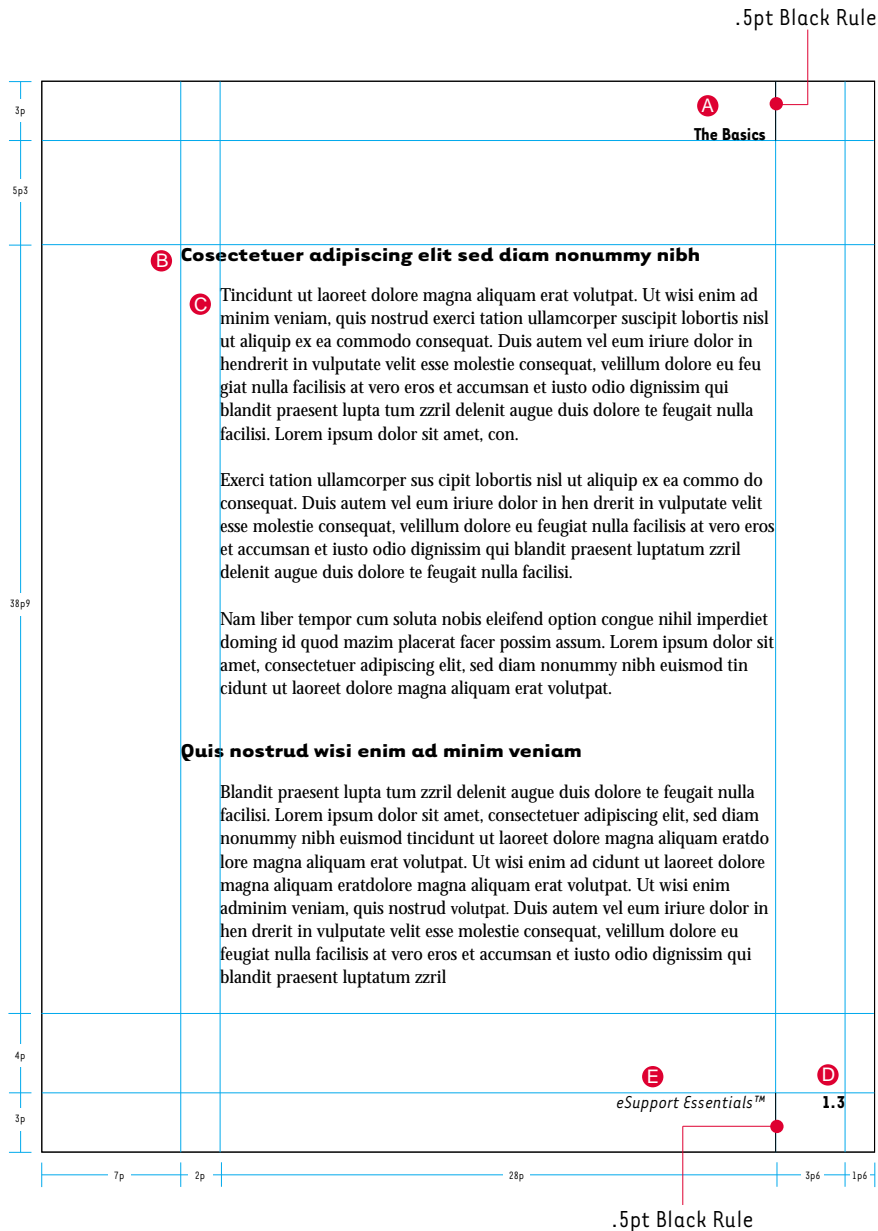 .5pt Black Rule
3p
A
The Basics
5p3
B
Cosectetuer adipiscing elit sed diam nonummy nibh
C
Tincidunt ut laoreet dolore magna aliquam erat volutpat. Ut wisi enim ad
minim veniam, quis nostrud exerci tation ullamcorper suscipit lobortis nisl
ut aliquip ex ea commodo consequat. Duis autem vel eum iriure dolor in
hendrerit in vulputate velit esse molestie consequat, velillum dolore eu feu
giat nulla facilisis at vero eros et accumsan et iusto odio dignissim qui
blandit praesent lupta tum zzril delenit augue duis dolore te feugait nulla
facilisi. Lorem ipsum dolor sit amet, con.
Exerci tation ullamcorper sus cipit lobortis nisl ut aliquip ex ea commo do
consequat. Duis autem vel eum iriure dolor in hen drerit in vulputate velit
esse molestie consequat, velillum dolore eu feugiat nulla facilisis at vero eros
et accumsan et iusto odio dignissim qui blandit praesent luptatum zzril
delenit augue duis dolore te feugait nulla facilisi.
38p9
Nam liber tempor cum soluta nobis eleifend option congue nihil imperdiet
doming id quod mazim placerat facer possim assum. Lorem ipsum dolor sit
amet, consectetuer adipiscing elit, sed diam nonummy nibh euismod tin
cidunt ut laoreet dolore magna aliquam erat volutpat.
Quis nostrud wisi enim ad minim veniam
Blandit praesent lupta tum zzril delenit augue duis dolore te feugait nulla
facilisi. Lorem ipsum dolor sit amet, consectetuer adipiscing elit, sed diam
nonummy nibh euismod tincidunt ut laoreet dolore magna aliquam eratdo
lore magna aliquam erat volutpat. Ut wisi enim ad cidunt ut laoreet dolore
magna aliquam eratdolore magna aliquam erat volutpat. Ut wisi enim
adminim veniam, quis nostrud volutpat. Duis autem vel eum iriure dolor in
hen drerit in vulputate velit esse molestie consequat, velillum dolore eu
feugiat nulla facilisis at vero eros et accumsan et iusto odio dignissim qui
blandit praesent luptatum zzril
4p
E D
eSupport Essentials™ 1.3
3p
7p 2p 28p 3p6 1p6
.5pt Black Rule